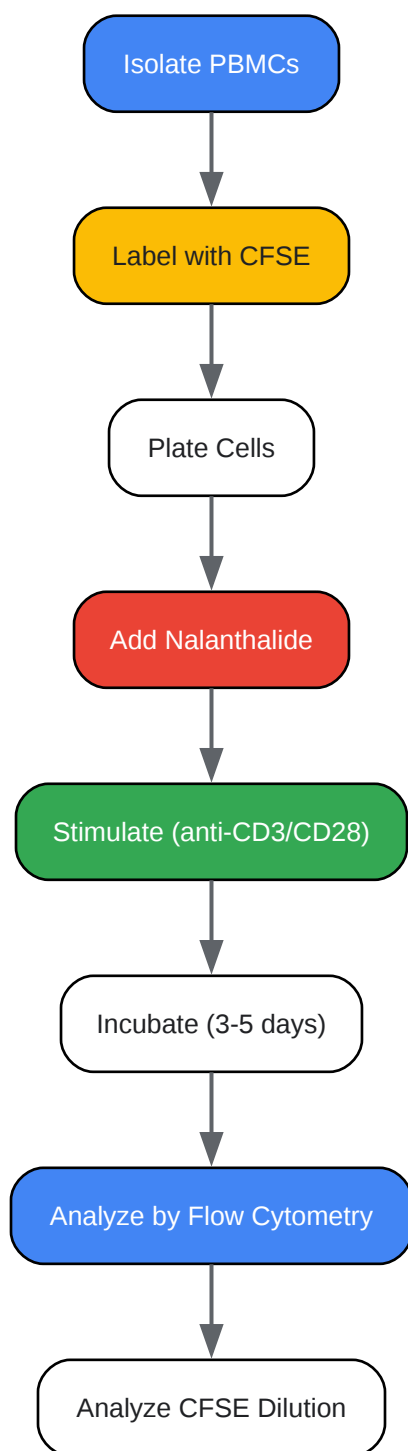 Isolate PBMCs
Label with CFSE
Plate Cells
Add Nalanthalide
Stimulate (anti-CD3/CD28)
Incubate (3-5 days)
Analyze by Flow Cytometry
Analyze CFSE Dilution